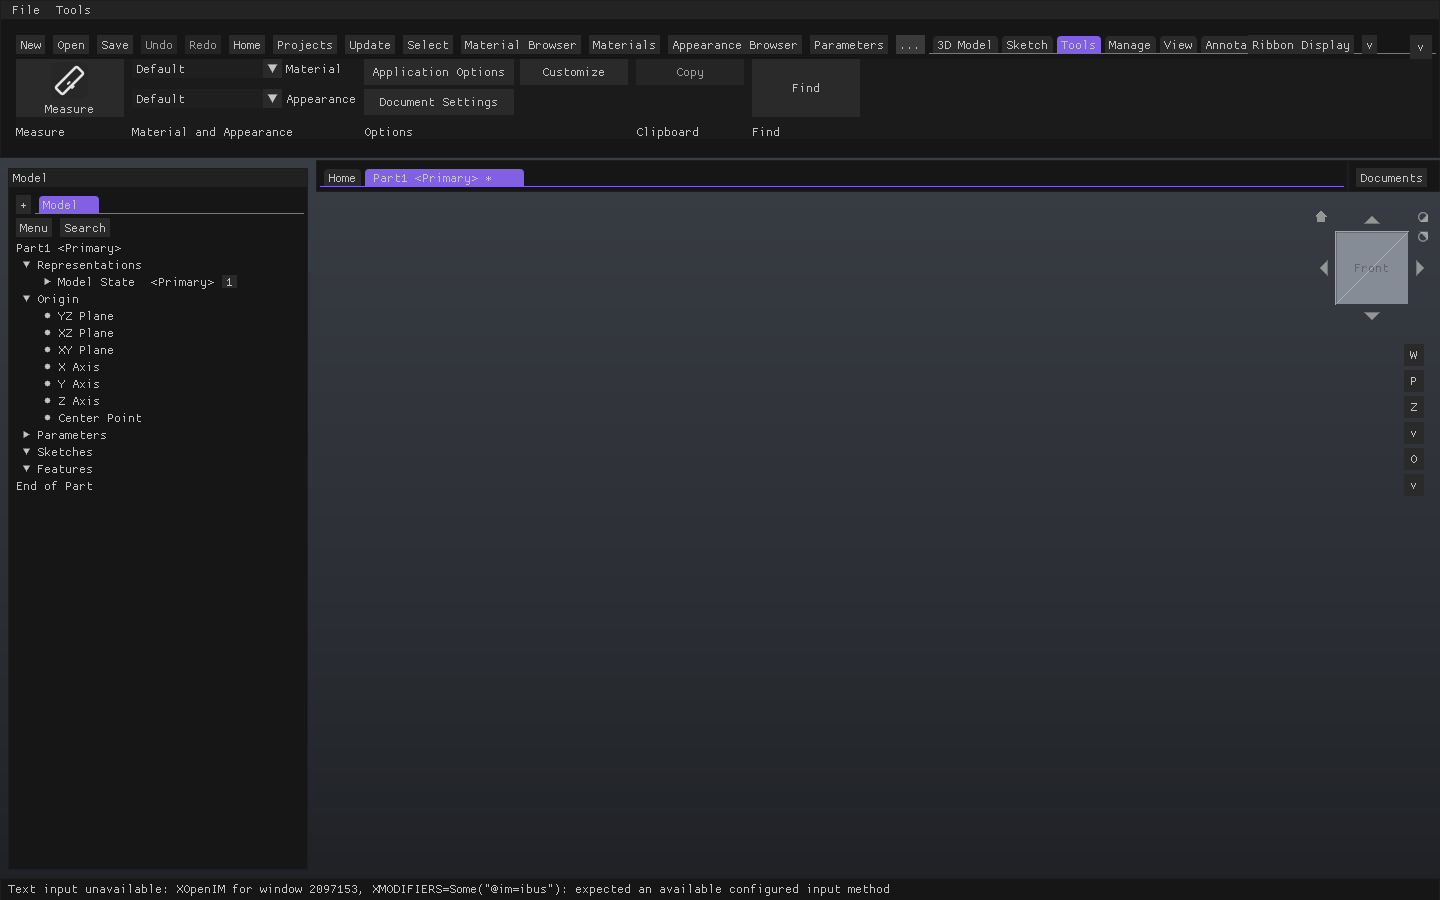 File Tools
New Open Save Undo Redo Home Projects Update Select Material Browser Materials Appearance Browser Parameters ... 3D Model Sketch Tools Manage View Annota Ribbon Display v v
Default Material Application Options Customize Copy Find
Default Appearance Document Settings
Measure
Measure Material and Appearance Options Clipboard Find
Model
Home Part1 <Primary> * Documents
+ Model
Menu Search
Part1 <Primary>
Representations
Model State <Primary> 1
Origin
YZ Plane
XZ Plane
XY Plane
X Axis
Y Axis
Z Axis
Center Point
Parameters
Sketches
Features
End of Part
Front
W
P
Z
v
O
v
Text input unavailable: XOpenIM for window 2097153, XMODIFIERS=Some("@im=ibus"): expected an available configured input method